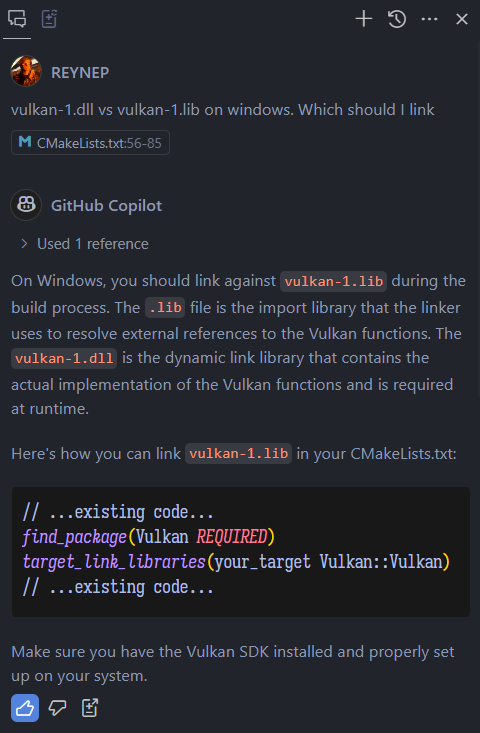 REYNEP
vulkan-1.dll vs vulkan-1.lib on windows. Which should I link
CMakeLists.txt:56-85
GitHub Copilot
Used 1 reference
On Windows, you should link against vulkan-1.lib during the
build process. The .lib file is the import library that the linker
uses to resolve external references to the Vulkan functions. The
vulkan-1.dll is the dynamic link library that contains the
actual implementation of the Vulkan functions and is required
at runtime.
Here's how you can link vulkan-1.lib in your CMakeLists.txt:
// ...existing code...
find_package(Vulkan REQUIRED)
target_link_libraries(your_target Vulkan::Vulkan)
// ...existing code...
Make sure you have the Vulkan SDK installed and properly set
up on your system.